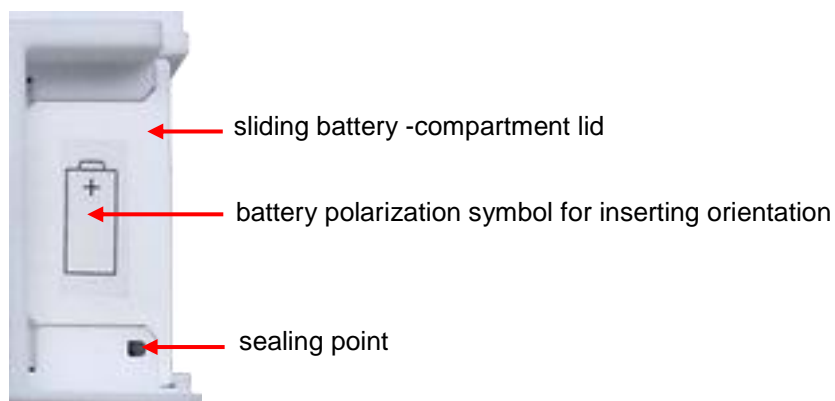 sliding battery -compartment lid
+
battery polarization symbol for inserting orientation
sealing point